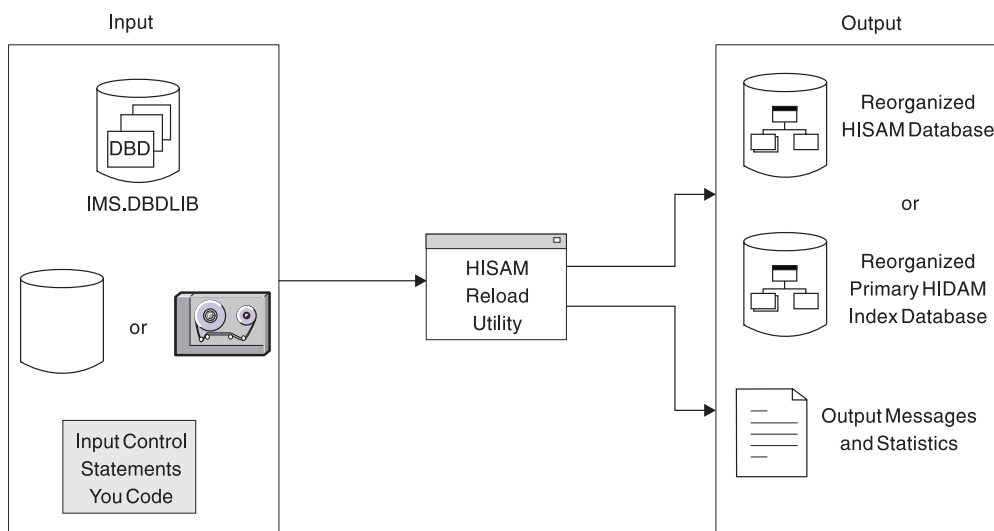 Input
DBD
IMS.DBDLIB
or
Input Control
Statements
You Code
HISAM
Reload
Utility
Output
Reorganized
HISAM Database
or
Reorganized
Primary HIDAM
Index Database
Output Messages
and Statistics